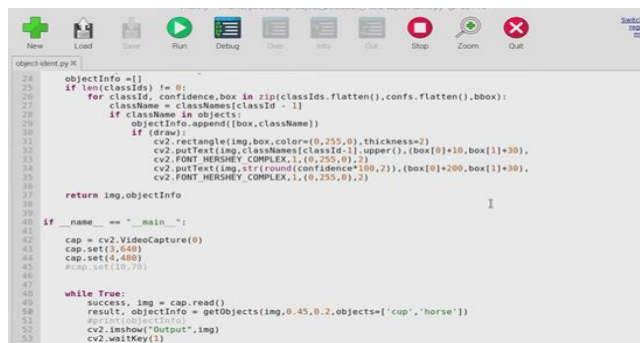 New Load Save Run Debug Over Into Out Stop Zoom Quit
object-ident.py ×
24     objectInfo =[]
25     if len(classIds) != 0:
26         for classId, confidence,box in zip(classIds.flatten(),confs.flatten(),bbox):
27             className = classNames[classId - 1]
28             if className in objects:
29                 objectInfo.append([box,className])
30                 if (draw):
31                     cv2.rectangle(img,box,color=(0,255,0),thickness=2)
32                     cv2.putText(img,classNames[classId-1].upper(),(box[0]+10,box[1]+30),
33                     cv2.FONT_HERSHEY_COMPLEX,1,(0,255,0),2)
34                     cv2.putText(img,str(round(confidence*100,2)),(box[0]+200,box[1]+30),
35                     cv2.FONT_HERSHEY_COMPLEX,1,(0,255,0),2)
36
37     return img,objectInfo
38
39
40 if __name__ == "__main__":
41
42     cap = cv2.VideoCapture(0)
43     cap.set(3,640)
44     cap.set(4,480)
45     #cap.set(10,70)
46
47
48     while True:
49         success, img = cap.read()
50         result, objectInfo = getObjects(img,0.45,0.2,objects=['cup','horse'])
51         #print(objectInfo)
52         cv2.imshow("Output",img)
53         cv2.waitKey(1)